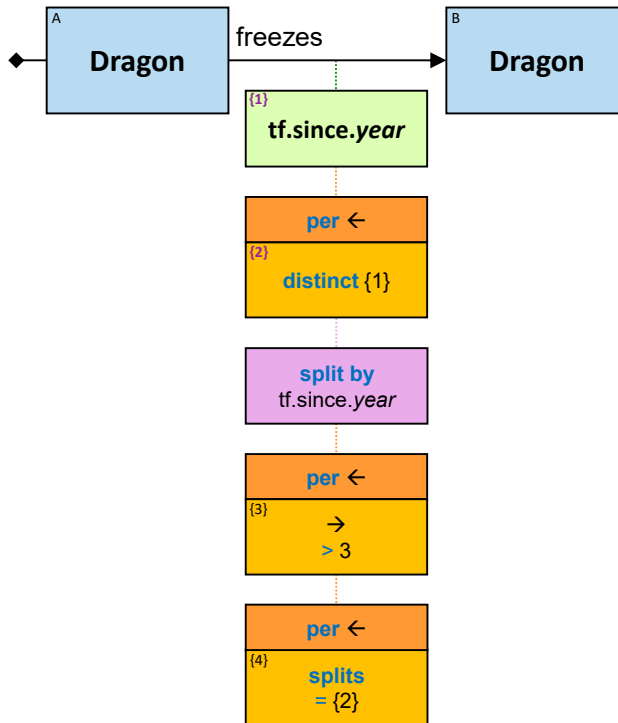 A
Dragon
freezes
B
Dragon
{1}
tf.since.year
per ←
{2}
distinct {1}
split by
tf.since.year
per ←
{3}
→
> 3
per ←
{4}
splits
= {2}